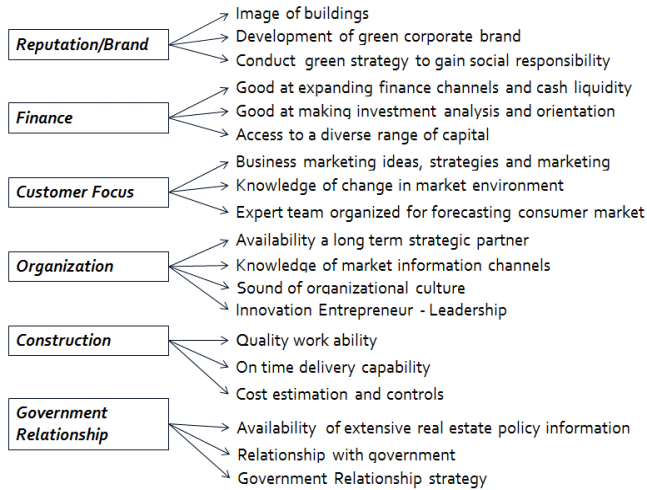 Reputation/Brand
Image of buildings
Development of green corporate brand
Conduct green strategy to gain social responsibility
Finance
Good at expanding finance channels and cash liquidity
Good at making investment analysis and orientation
Access to a diverse range of capital
Customer Focus
Business marketing ideas, strategies and marketing
Knowledge of change in market environment
Expert team organized for forecasting consumer market
Organization
Availability a long term strategic partner
Knowledge of market information channels
Sound of organizational culture
Innovation Entrepreneur - Leadership
Construction
Quality work ability
On time delivery capability
Cost estimation and controls
Government
Relationship
Availability of extensive real estate policy information
Relationship with government
Government Relationship strategy